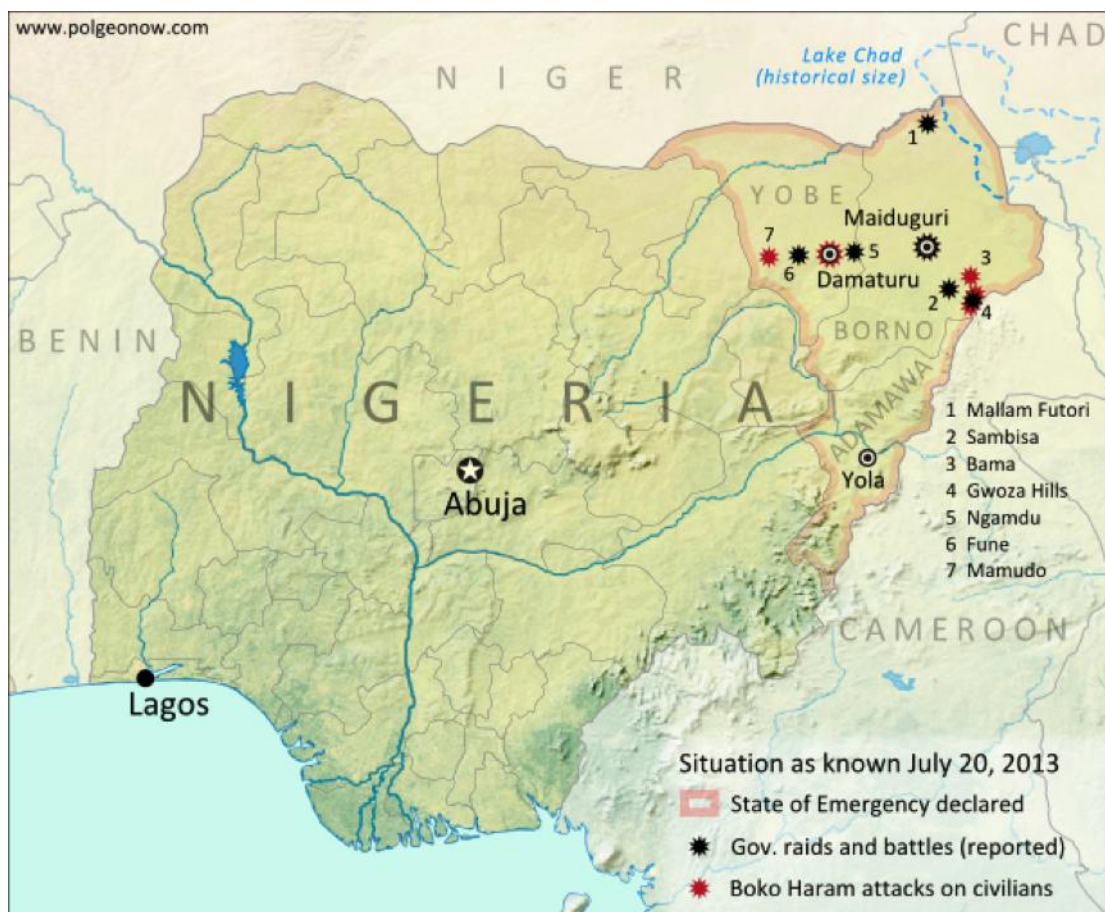 www.polgeonow.com
CHAD
NIGER
Lake Chad
(historical size)
1
YOBE
Maiduguri
7
6
5
Damaturu
3
2
4
BENIN
BORNO
NIGERIA
ADAMAWA
Yola
Abuja
1 Mallam Futori
2 Sambisa
3 Bama
4 Gwoza Hills
5 Ngamdu
6 Fune
7 Mamudo
CAMEROON
Lagos
Situation as known July 20, 2013
State of Emergency declared
Gov. raids and battles (reported)
Boko Haram attacks on civilians